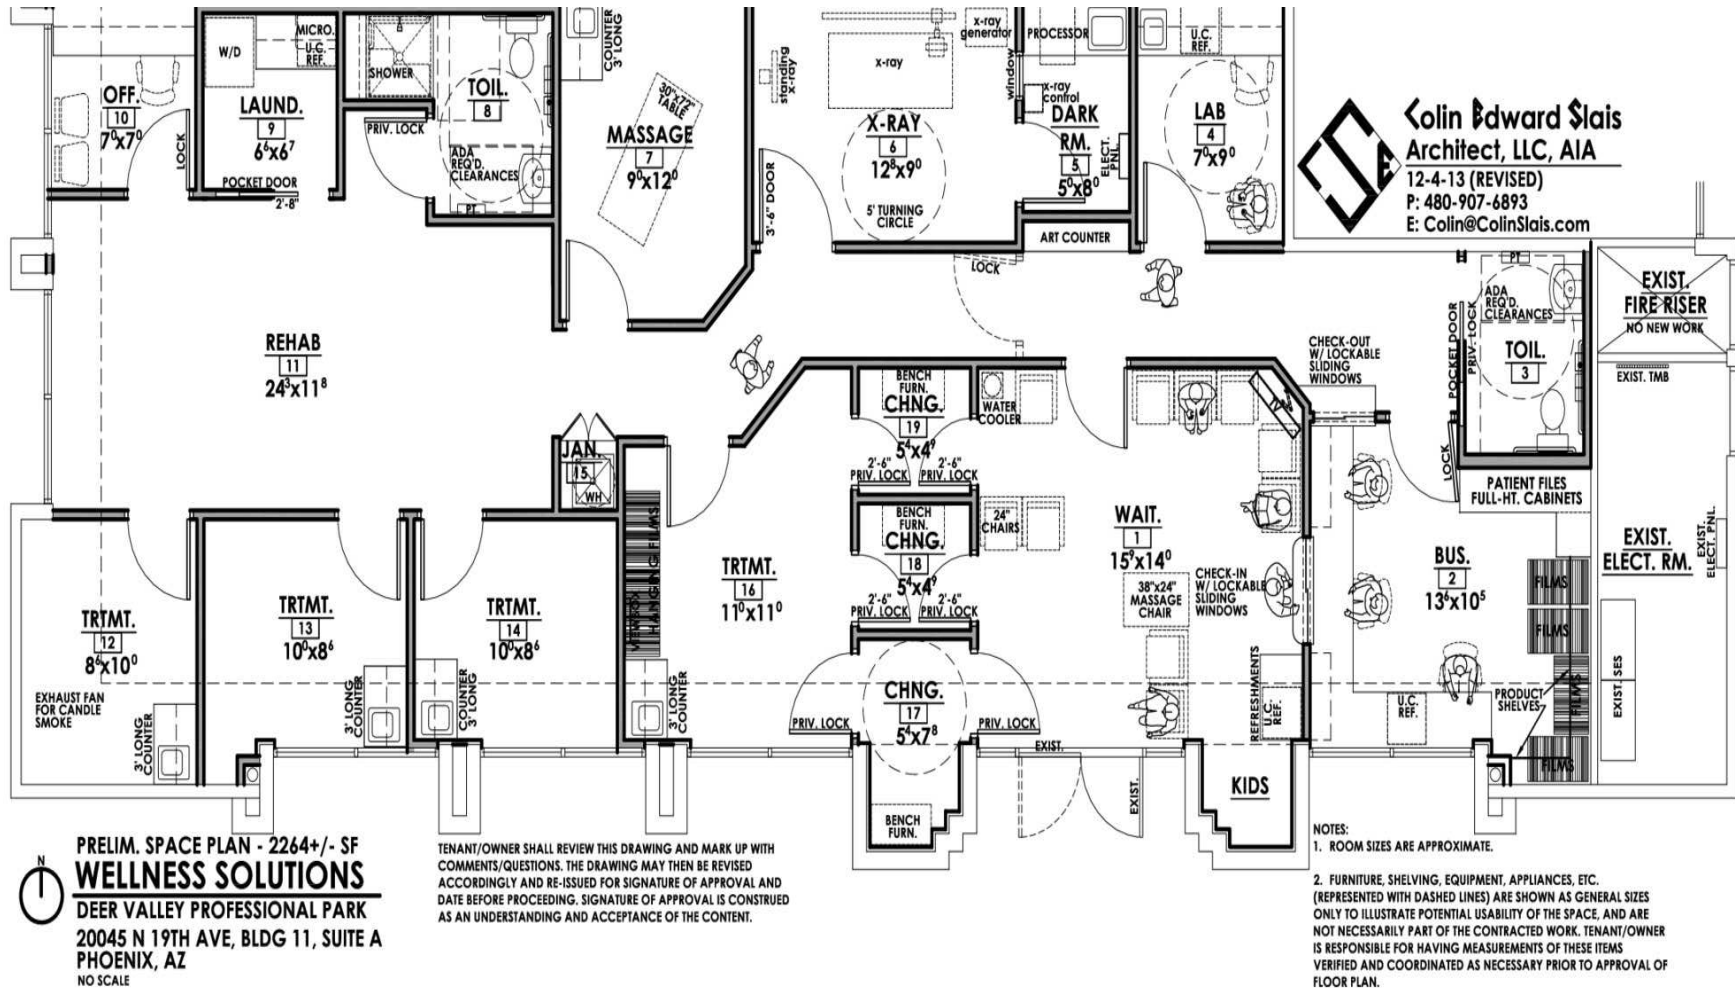 W/D
MICRO.
U.C.
REF.
SHOWER
OFF.
10
7⁰x7⁰
LOCK
LAUND.
9
6⁶x6⁷
POCKET DOOR
2'-8"
PRIV. LOCK
TOIL.
8
ADA
REQ'D.
CLEARANCES
PT
COUNTER
3' LONG
30"x72"
TABLE
MASSAGE
7
9⁰x12⁰
standing
x-ray
x-ray
x-ray
generator
X-RAY
6
12⁸x9⁰
5' TURNING
CIRCLE
3'-6" DOOR
window
PROCESSOR
x-ray
control
DARK
RM.
5
5⁰x8⁰
ELECT.
PNL.
ART COUNTER
U.C.
REF.
LAB
4
7⁰x9⁰
Colin Edward Slais
Architect, LLC, AIA
12-4-13 (REVISED)
P: 480-907-6893
E: Colin@ColinSlais.com
LOCK
REHAB
11
24³x11⁸
CHECK-OUT
W/ LOCKABLE
SLIDING
WINDOWS
POCKET DOOR
PRIV. LOCK
PT
ADA
REQ'D.
CLEARANCES
TOIL.
3
EXIST.
FIRE RISER
NO NEW WORK
EXIST. TMB
JAN.
15
WH
BENCH
FURN.
CHNG.
19
5⁴x4⁹
2'-6"
PRIV. LOCK
2'-6"
PRIV. LOCK
WATER
COOLER
BENCH
FURN.
CHNG.
18
5⁴x4⁹
2'-6"
PRIV. LOCK
2'-6"
PRIV. LOCK
24"
CHAIRS
WAIT.
1
15⁹x14⁰
38"x24"
MASSAGE
CHAIR
CHECK-IN
W/ LOCKABLE
SLIDING
WINDOWS
LOCK
PATIENT FILES
FULL-HT. CABINETS
BUS.
2
13⁶x10⁵
FILMS
FILMS
FILMS
FILMS
PRODUCT
SHELVES
EXIST.
ELECT. RM.
EXIST.
ELECT. PNL.
EXIST. SES
TRTMT.
12
8⁶x10⁰
EXHAUST FAN
FOR CANDLE
SMOKE
3' LONG
COUNTER
TRTMT.
13
10⁰x8⁶
3' LONG
COUNTER
TRTMT.
14
10⁰x8⁶
COUNTER
3' LONG
HANGING FILMS
TRTMT.
16
11⁰x11⁰
3' LONG
COUNTER
CHNG.
17
5⁴x7⁸
PRIV. LOCK
PRIV. LOCK
BENCH
FURN.
EXIST.
EXIST.
REFRESHMENTS
U.C.
REF.
U.C.
REF.
KIDS
N
PRELIM. SPACE PLAN - 2264+/- SF
WELLNESS SOLUTIONS
DEER VALLEY PROFESSIONAL PARK
20045 N 19TH AVE, BLDG 11, SUITE A
PHOENIX, AZ
NO SCALE
TENANT/OWNER SHALL REVIEW THIS DRAWING AND MARK UP WITH
COMMENTS/QUESTIONS. THE DRAWING MAY THEN BE REVISED
ACCORDINGLY AND RE-ISSUED FOR SIGNATURE OF APPROVAL AND
DATE BEFORE PROCEEDING. SIGNATURE OF APPROVAL IS CONSTRUED
AS AN UNDERSTANDING AND ACCEPTANCE OF THE CONTENT.
NOTES:
1. ROOM SIZES ARE APPROXIMATE.
2. FURNITURE, SHELVING, EQUIPMENT, APPLIANCES, ETC.
(REPRESENTED WITH DASHED LINES) ARE SHOWN AS GENERAL SIZES
ONLY TO ILLUSTRATE POTENTIAL USABILITY OF THE SPACE, AND ARE
NOT NECESSARILY PART OF THE CONTRACTED WORK. TENANT/OWNER
IS RESPONSIBLE FOR HAVING MEASUREMENTS OF THESE ITEMS
VERIFIED AND COORDINATED AS NECESSARY PRIOR TO APPROVAL OF
FLOOR PLAN.